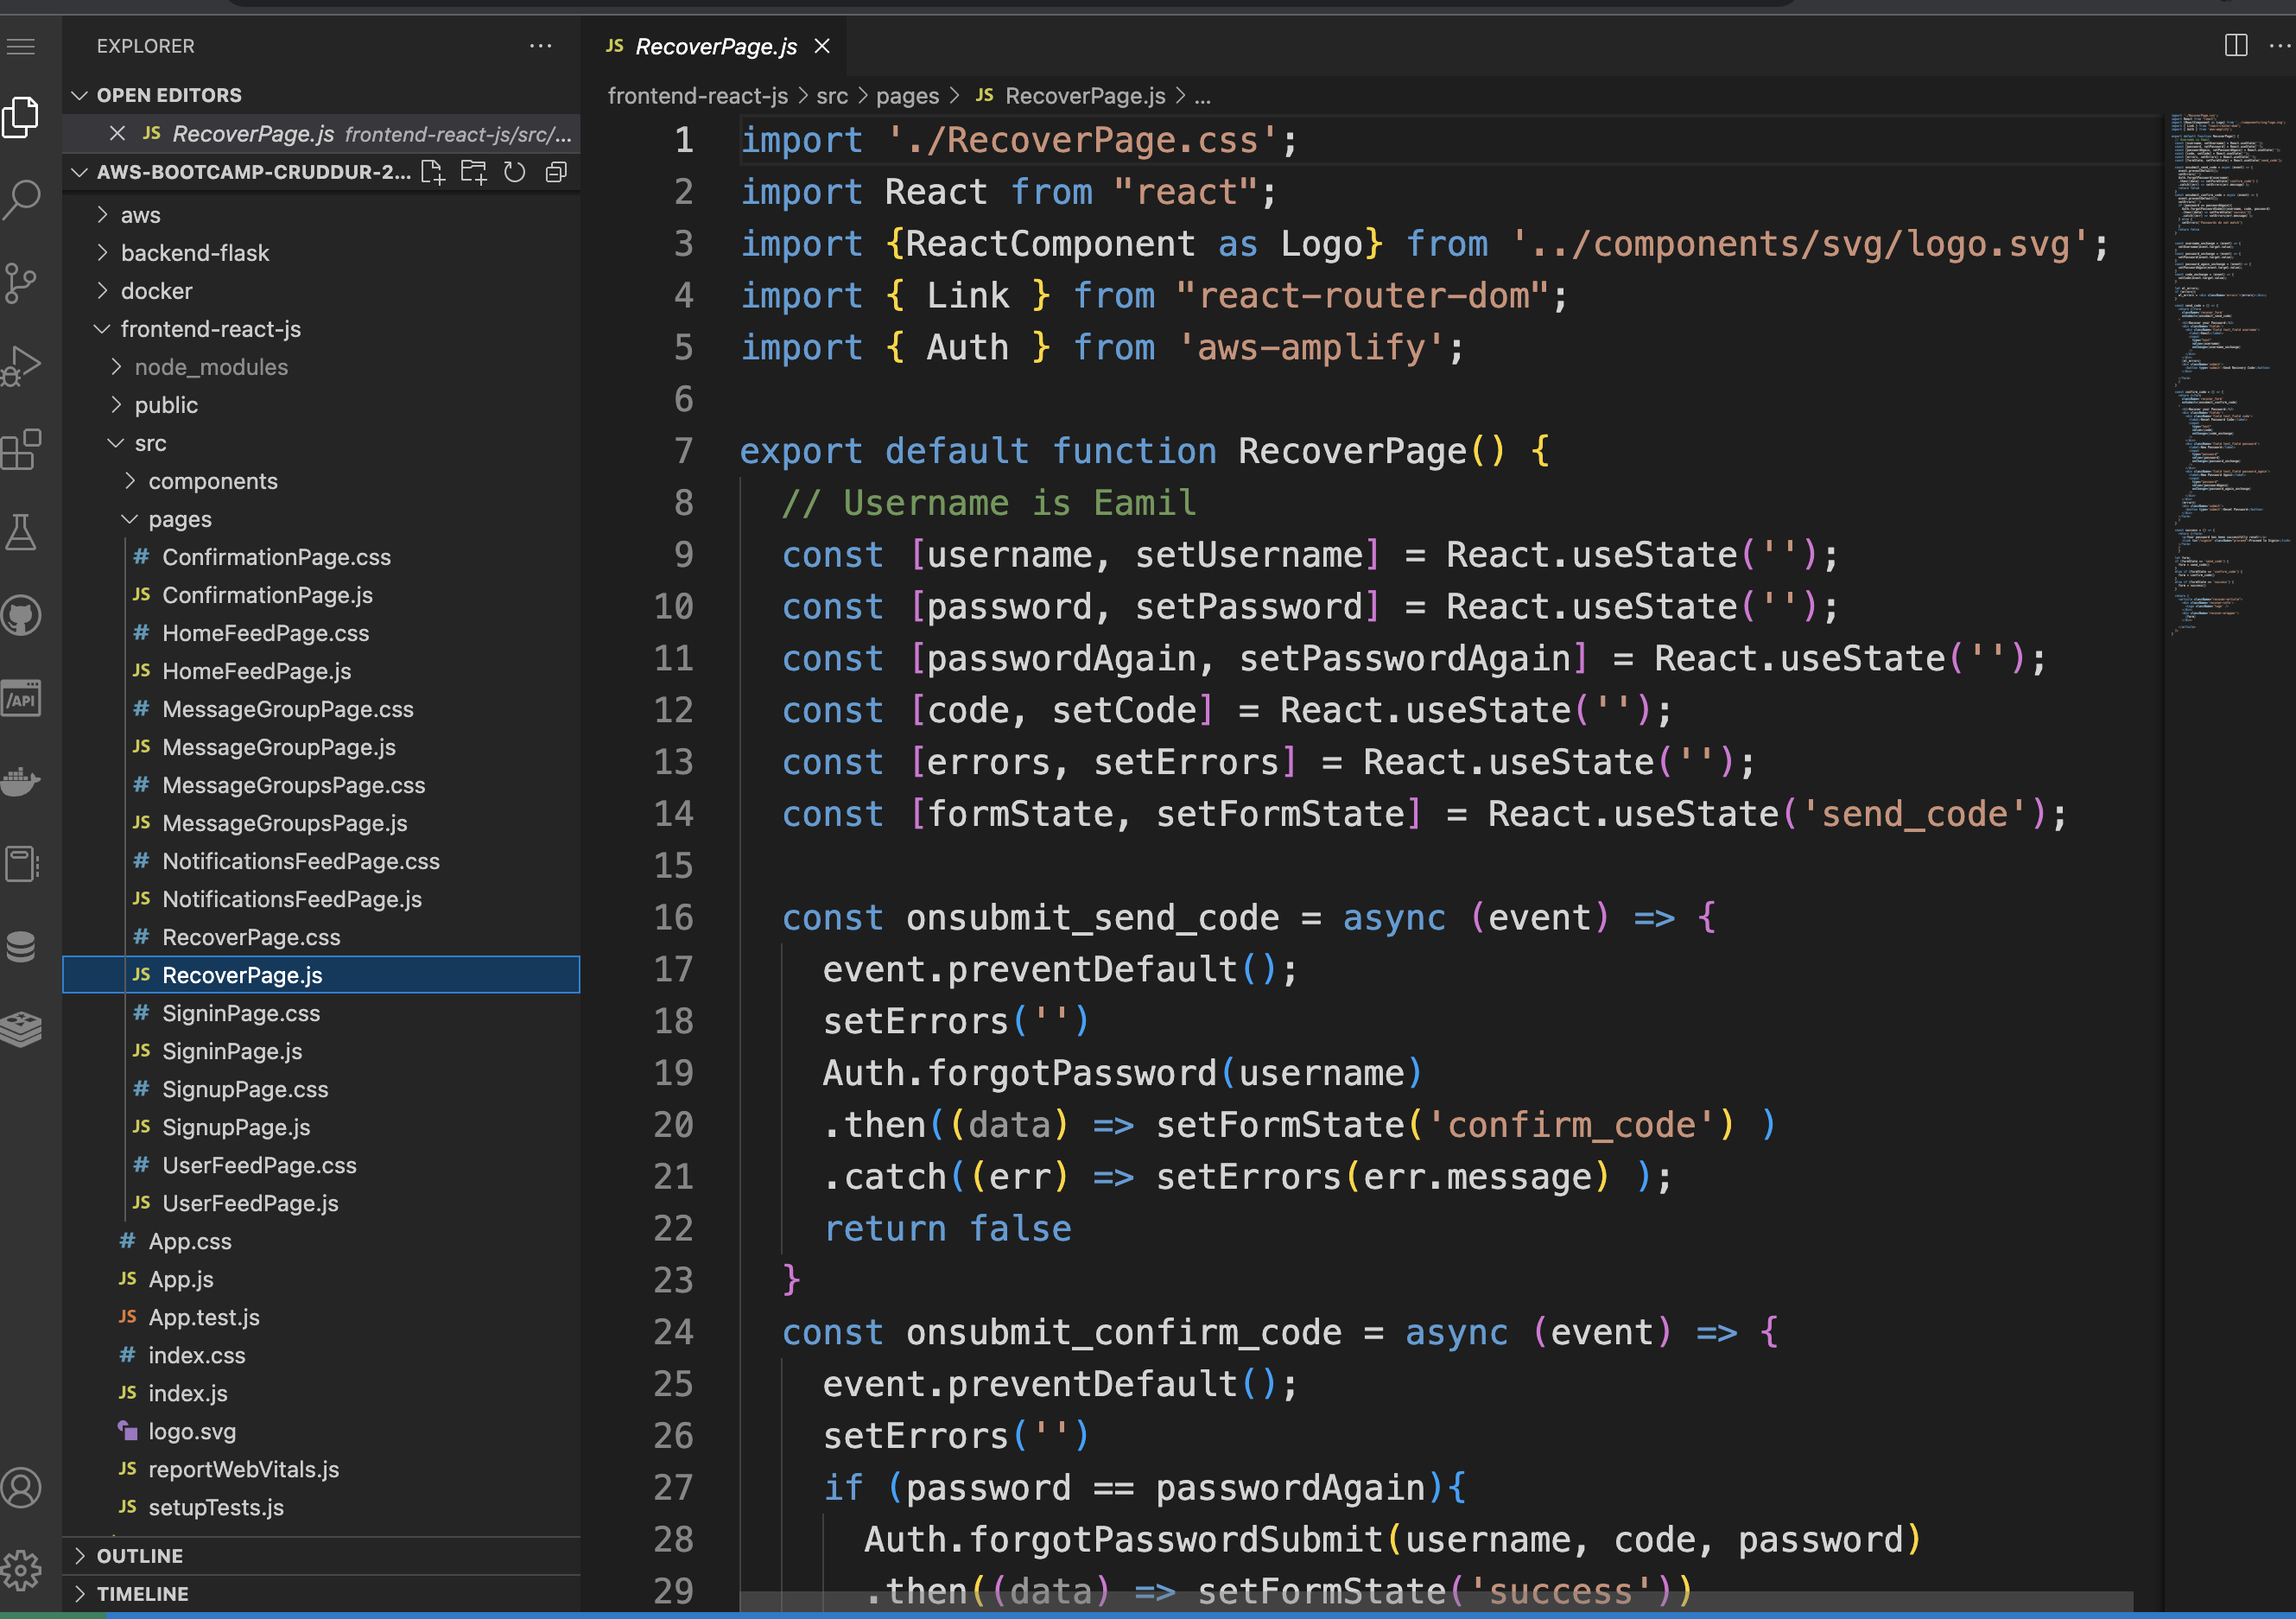 EXPLORER
OPEN EDITORS
JS RecoverPage.js frontend-react-js/src/...
AWS-BOOTCAMP-CRUDDUR-2...
aws
backend-flask
docker
frontend-react-js
node_modules
public
src
components
pages
# ConfirmationPage.css
JS ConfirmationPage.js
# HomeFeedPage.css
JS HomeFeedPage.js
# MessageGroupPage.css
JS MessageGroupPage.js
# MessageGroupsPage.css
JS MessageGroupsPage.js
# NotificationsFeedPage.css
JS NotificationsFeedPage.js
# RecoverPage.css
JS RecoverPage.js
# SigninPage.css
JS SigninPage.js
# SignupPage.css
JS SignupPage.js
# UserFeedPage.css
JS UserFeedPage.js
# App.css
JS App.js
JS App.test.js
# index.css
JS index.js
logo.svg
JS reportWebVitals.js
JS setupTests.js
OUTLINE
TIMELINE
/API
JS RecoverPage.js
frontend-react-js > src > pages > JS RecoverPage.js > ...
1 import './RecoverPage.css';
2 import React from "react";
3 import {ReactComponent as Logo} from '../components/svg/logo.svg';
4 import { Link } from "react-router-dom";
5 import { Auth } from 'aws-amplify';
6
7 export default function RecoverPage() {
8 // Username is Eamil
9 const [username, setUsername] = React.useState('');
10 const [password, setPassword] = React.useState('');
11 const [passwordAgain, setPasswordAgain] = React.useState('');
12 const [code, setCode] = React.useState('');
13 const [errors, setErrors] = React.useState('');
14 const [formState, setFormState] = React.useState('send_code');
15
16 const onsubmit_send_code = async (event) => {
17 event.preventDefault();
18 setErrors('')
19 Auth.forgotPassword(username)
20 .then((data) => setFormState('confirm_code') )
21 .catch((err) => setErrors(err.message) );
22 return false
23 }
24 const onsubmit_confirm_code = async (event) => {
25 event.preventDefault();
26 setErrors('')
27 if (password == passwordAgain){
28 Auth.forgotPasswordSubmit(username, code, password)
29 .then((data) => setFormState('success'))